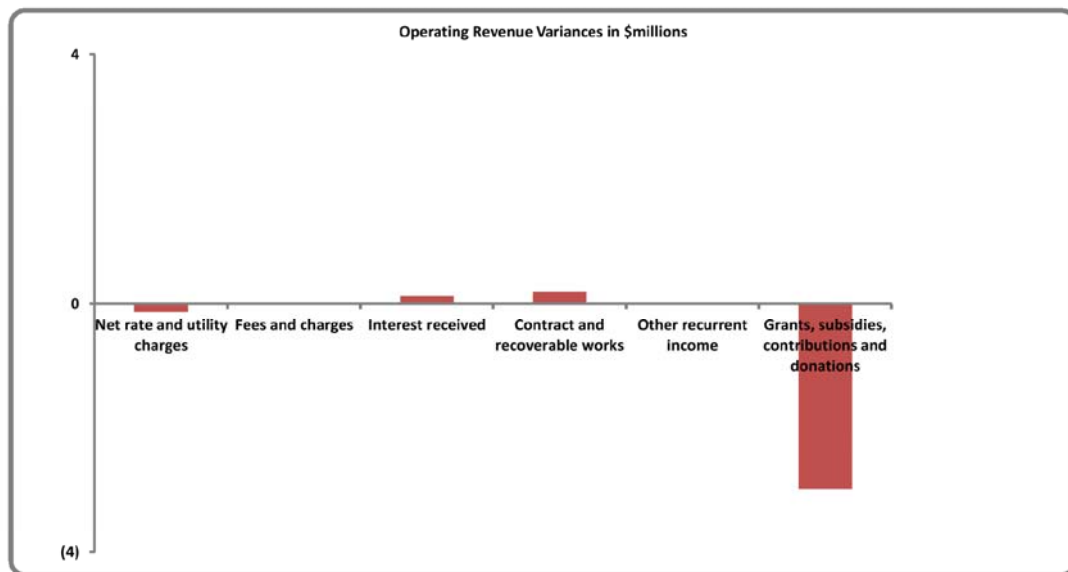 Operating Revenue Variances in $millions
4
0
Net rate and utility charges
Fees and charges
Interest received
Contract and recoverable works
Other recurrent income
Grants, subsidies, contributions and donations
(4)